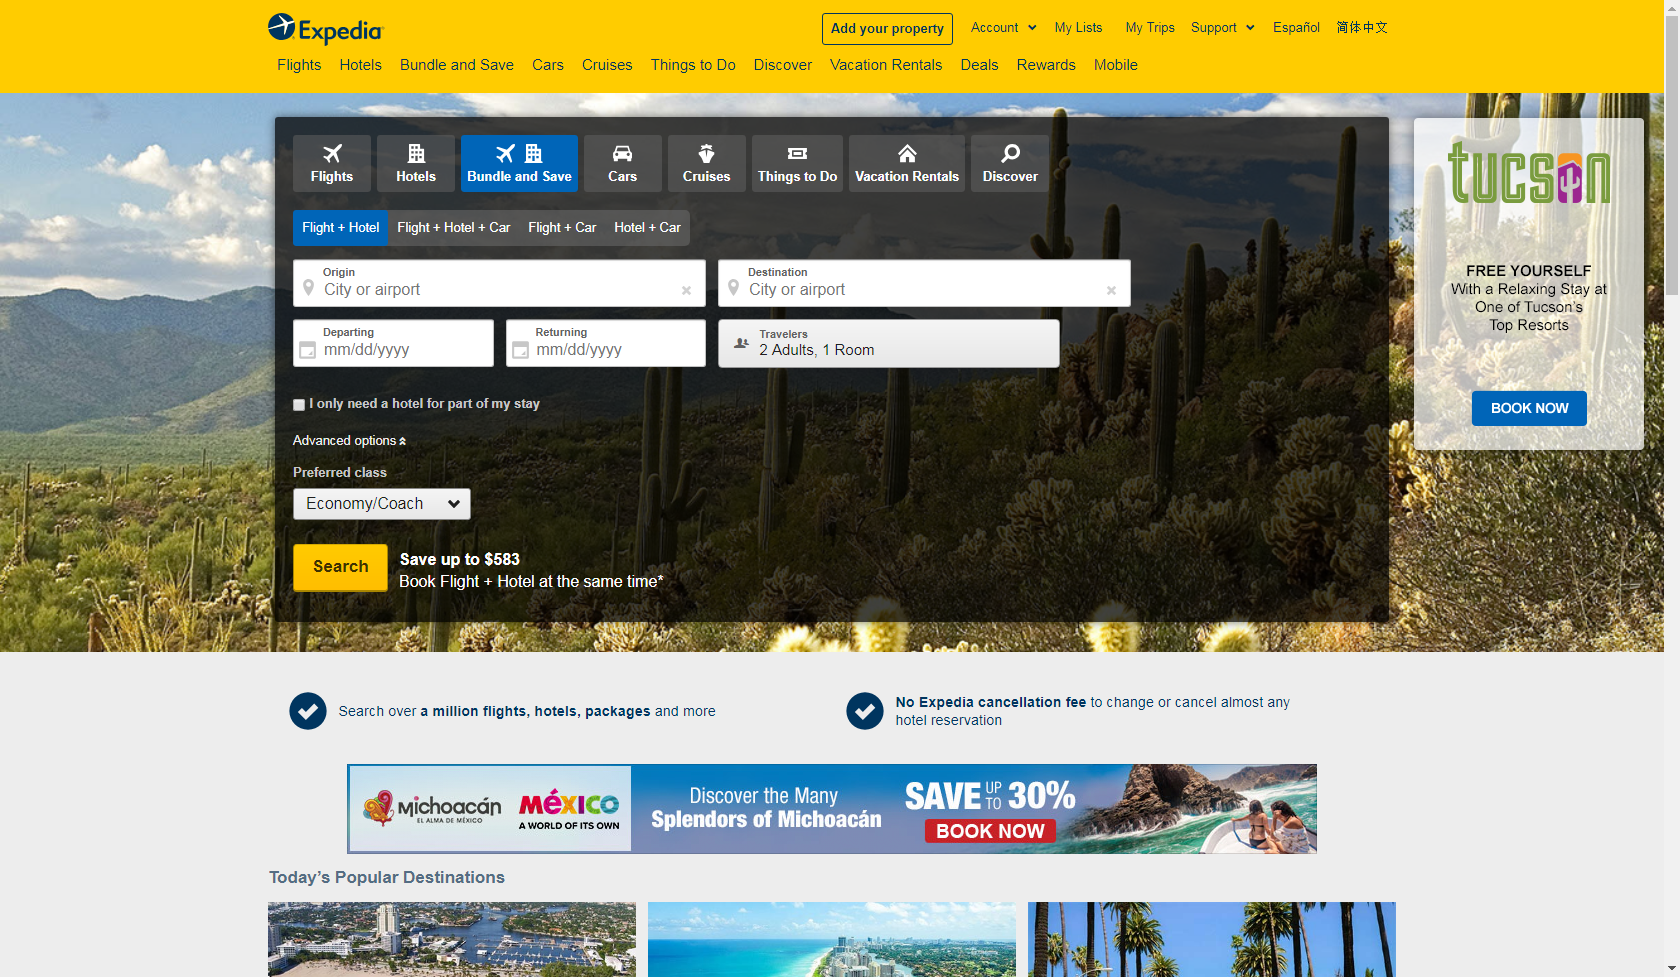 Expedia
Add your property
Account
My Lists
My Trips
Support
Español
简体中文
Flights
Hotels
Bundle and Save
Cars
Cruises
Things to Do
Discover
Vacation Rentals
Deals
Rewards
Mobile
Flights
Hotels
Bundle and Save
Cars
Cruises
Things to Do
Vacation Rentals
Discover
Flight + Hotel
Flight + Hotel + Car
Flight + Car
Hotel + Car
Origin
City or airport
Destination
City or airport
Departing
mm/dd/yyyy
Returning
mm/dd/yyyy
Travelers
2 Adults, 1 Room
I only need a hotel for part of my stay
Advanced options
Preferred class
Economy/Coach
Search
Save up to $583
Book Flight + Hotel at the same time*
tucson
FREE YOURSELF
With a Relaxing Stay at
One of Tucson's
Top Resorts
BOOK NOW
Search over a million flights, hotels, packages and more
No Expedia cancellation fee to change or cancel almost any
hotel reservation
Michoacán
EL ALMA DE MÉXICO
MéXICO
A WORLD OF ITS OWN
Discover the Many
Splendors of Michoacán
SAVE UP TO 30%
BOOK NOW
Today's Popular Destinations